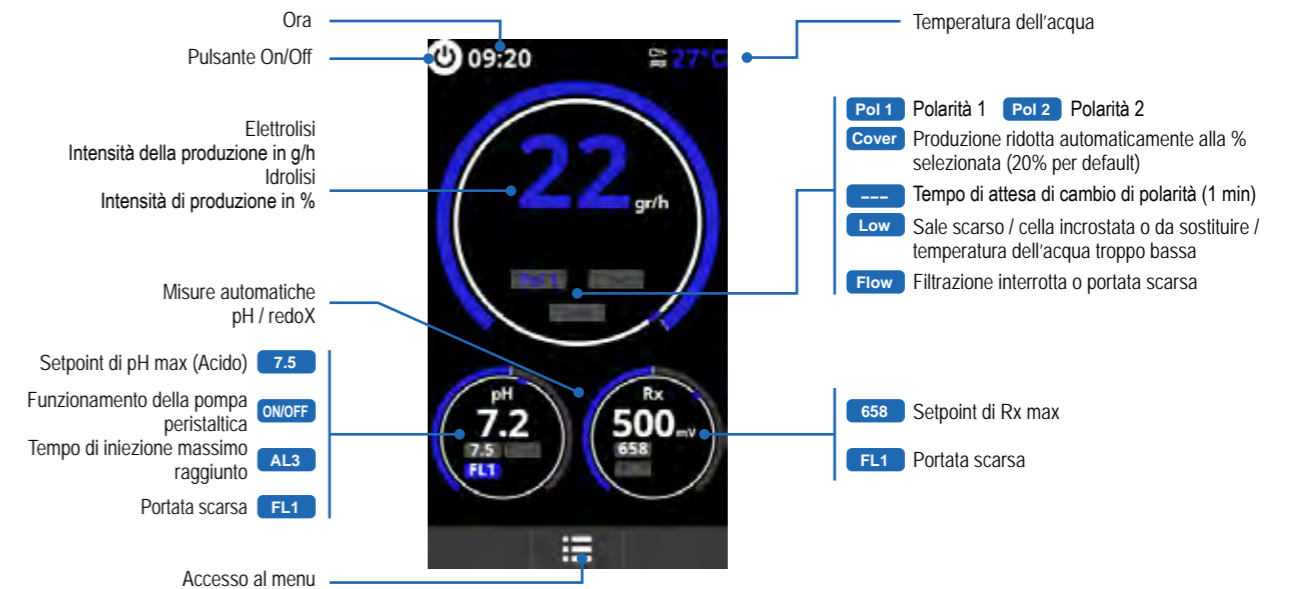 Ora
Pulsante On/Off
Elettrolisi
Intensità della produzione in g/h
Idrolisi
Intensità di produzione in %
Misure automatiche
pH / redoX
Setpoint di pH max (Acido) 7.5
Funzionamento della pompa
peristaltica ON/OFF
Tempo di iniezione massimo
raggiunto AL3
Portata scarsa FL1
Accesso al menu
09:20 27°C
22 gr/h
Pol 1
pH
7.2
7.5
FL1
Rx
500 mV
658
Temperatura dell'acqua
Pol 1 Polarità 1 Pol 2 Polarità 2
Cover Produzione ridotta automaticamente alla %
selezionata (20% per default)
--- Tempo di attesa di cambio di polarità (1 min)
Low Sale scarso / cella incrostata o da sostituire /
temperatura dell'acqua troppo bassa
Flow Filtrazione interrotta o portata scarsa
658 Setpoint di Rx max
FL1 Portata scarsa